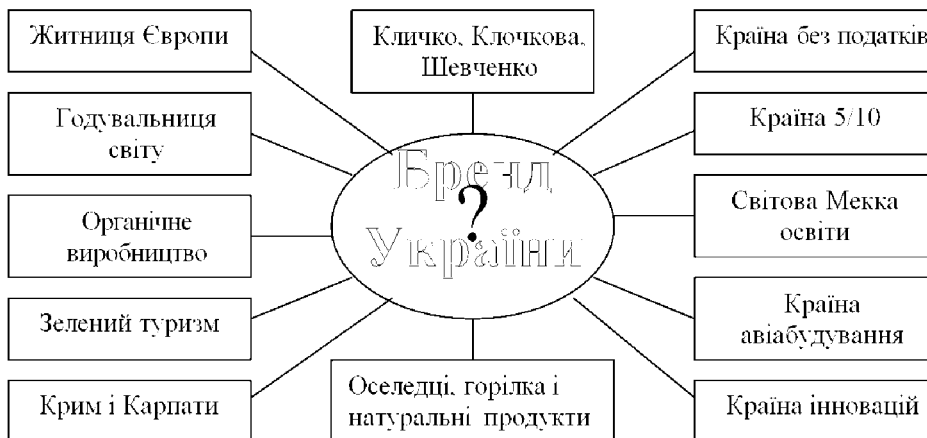 Житниця Європи
Кличко, Клочкова,
Шевченко
Країна без податків
Годувальниця
світу
Країна 5/10
Бренд
?
України
Органічне
виробництво
Світова Мекка
освіти
Зелений туризм
Країна
авіабудування
Крим і Карпати
Оселедці, горілка і
натуральні продукти
Країна інновацій